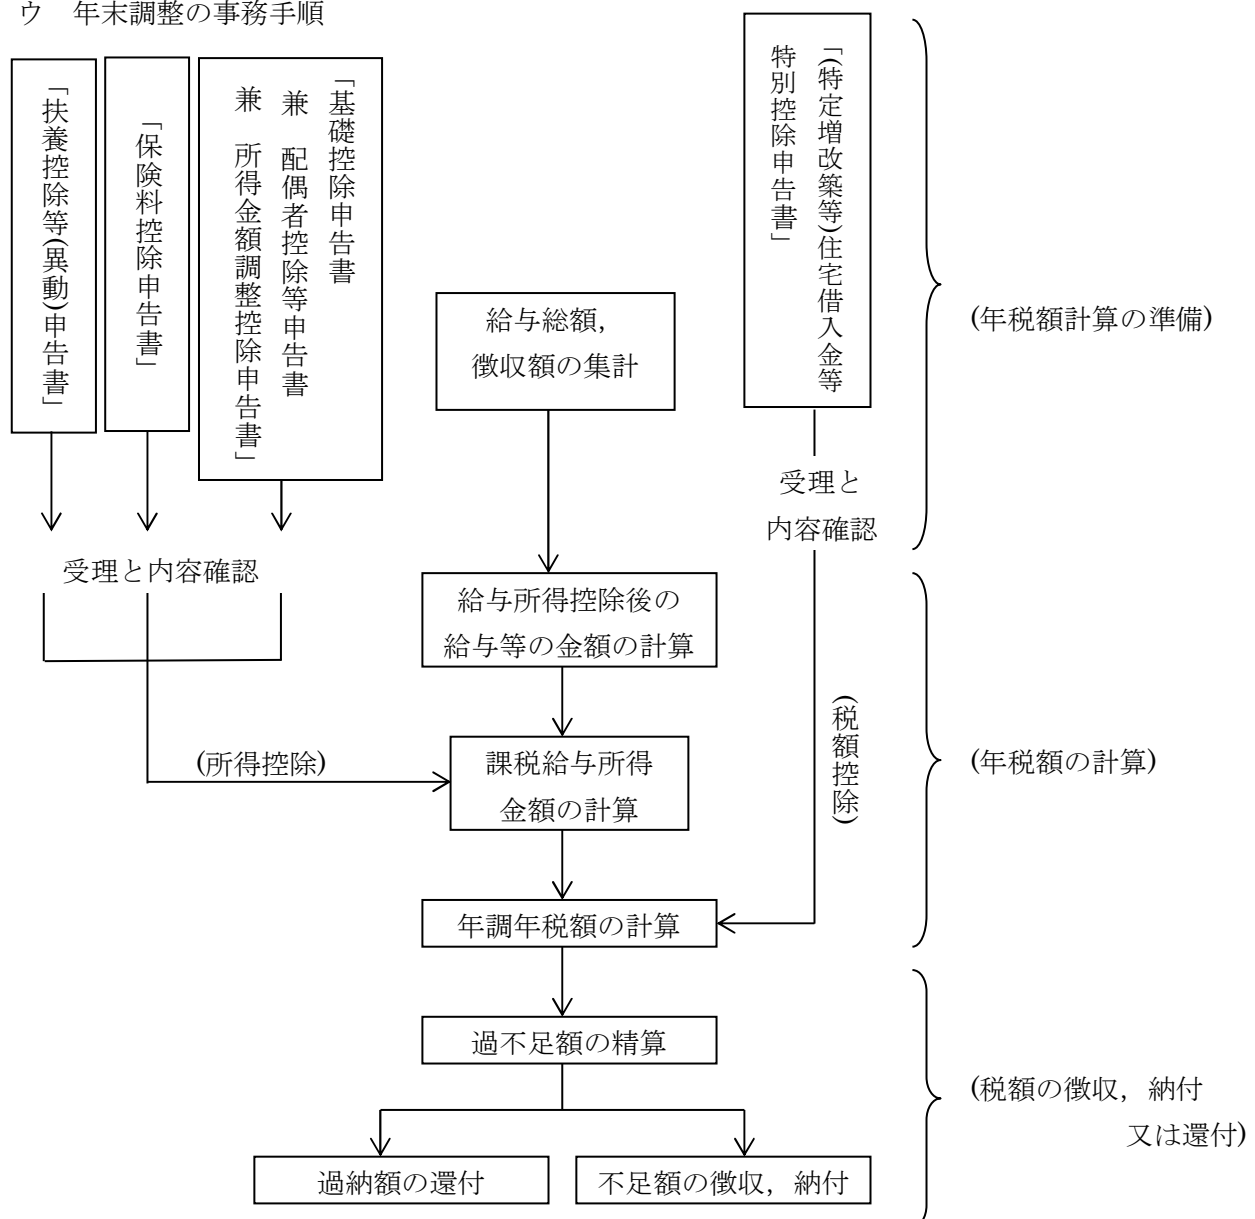 ウ 年末調整の事務手順
「扶養控除等(異動)申告書」
「保険料控除申告書」
「基礎控除申告書
兼 配偶者控除等申告書
兼 所得金額調整控除申告書」
給与総額，
徴収額の集計
「(特定増改築等)住宅借入金等
特別控除申告書」
(年税額計算の準備)
受理と
内容確認
受理と内容確認
給与所得控除後の
給与等の金額の計算
(所得控除)
課税給与所得
金額の計算
(税額控除)
(年税額の計算)
年調年税額の計算
過不足額の精算
(税額の徴収，納付
又は還付)
過納額の還付
不足額の徴収，納付